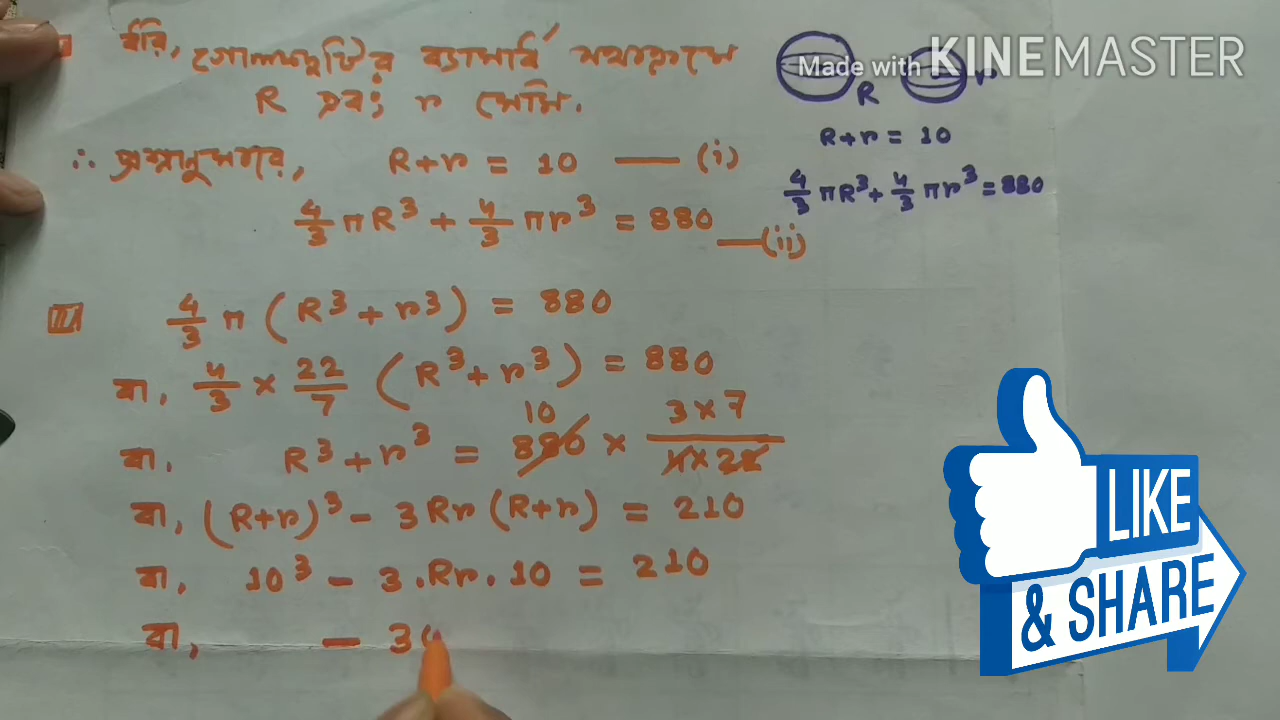 ধরি, গোলকদুটির ব্যাসার্ধ যথাক্রমে
R এবং r সেমি.
∴ প্রশ্নানুসারে, R+r = 10 —— (i)
4/3 πR³ + 4/3 πr³ = 880 ——(ii)
4/3 π (R³ + r³) = 880
বা, 4/3 × 22/7 (R³ + r³) = 880
10
বা. R³ + r³ = 880 × 3×7/4×22
বা, (R+r)³ – 3Rr (R+r) = 210
বা, 10³ – 3.Rr.10 = 210
বা, – 3
Made with KINEMASTER
R r
R+r = 10
4/3 πR³ + 4/3 πr³ = 880
LIKE
& SHARE